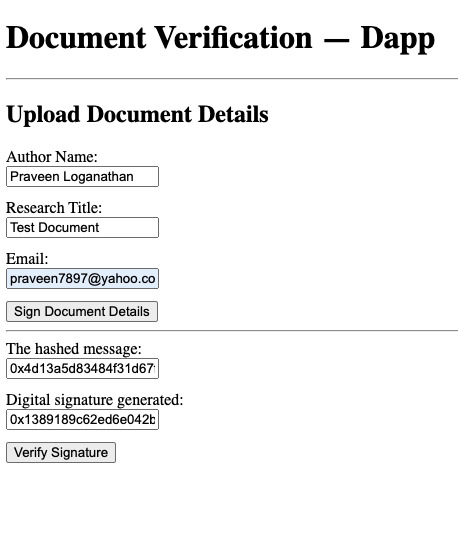 Document Verification — Dapp
Upload Document Details
Author Name:
Praveen Loganathan
Research Title:
Test Document
Email:
praveen7897@yahoo.co
Sign Document Details
The hashed message:
0x4d13a5d83484f31d67
Digital signature generated:
0x1389189c62ed6e042b
Verify Signature